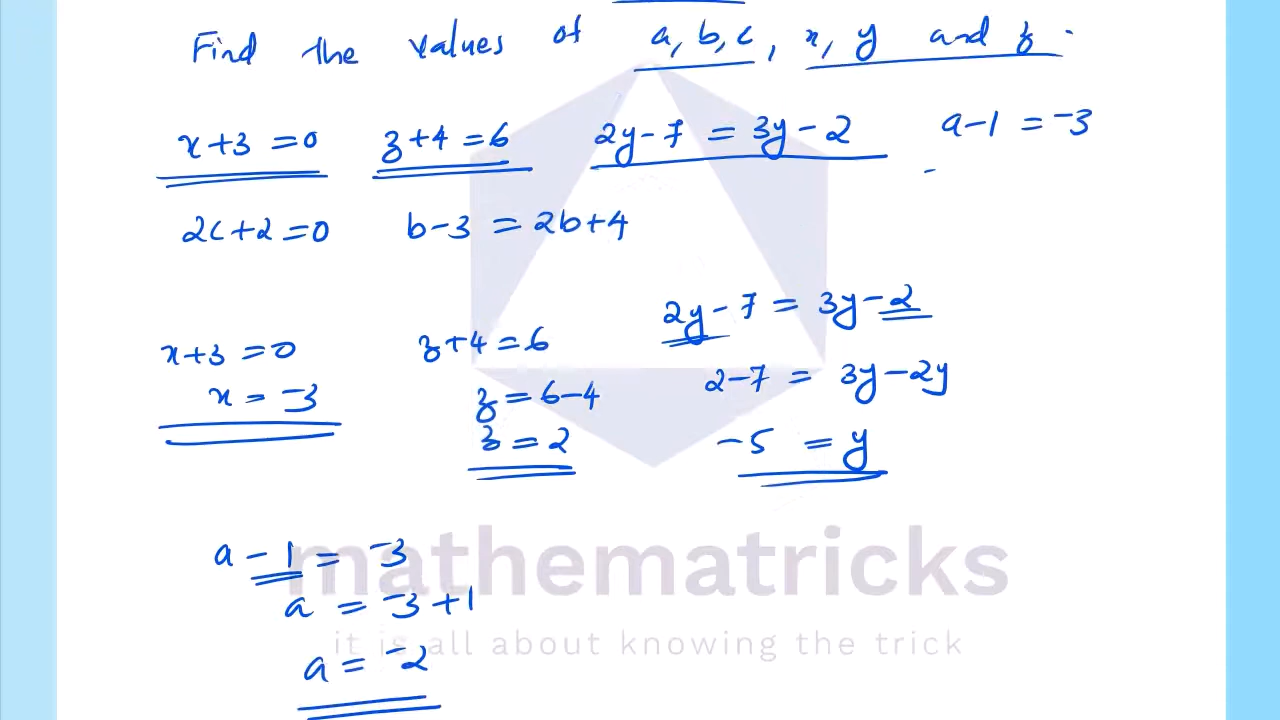 Find the values of a, b, c, x, y and z.
x+3 =0 z+4 =6 2y-7 = 3y-2 a-1 = -3
2c+2 =0 b-3 = 2b+4
x+3 =0 z+4 =6 2y-7 = 3y-2
x = -3 z = 6-4 2-7 = 3y-2y
z = 2 -5 = y
a -1 = -3
mathematricks
a = -3 +1
it is all about knowing the trick
a = -2